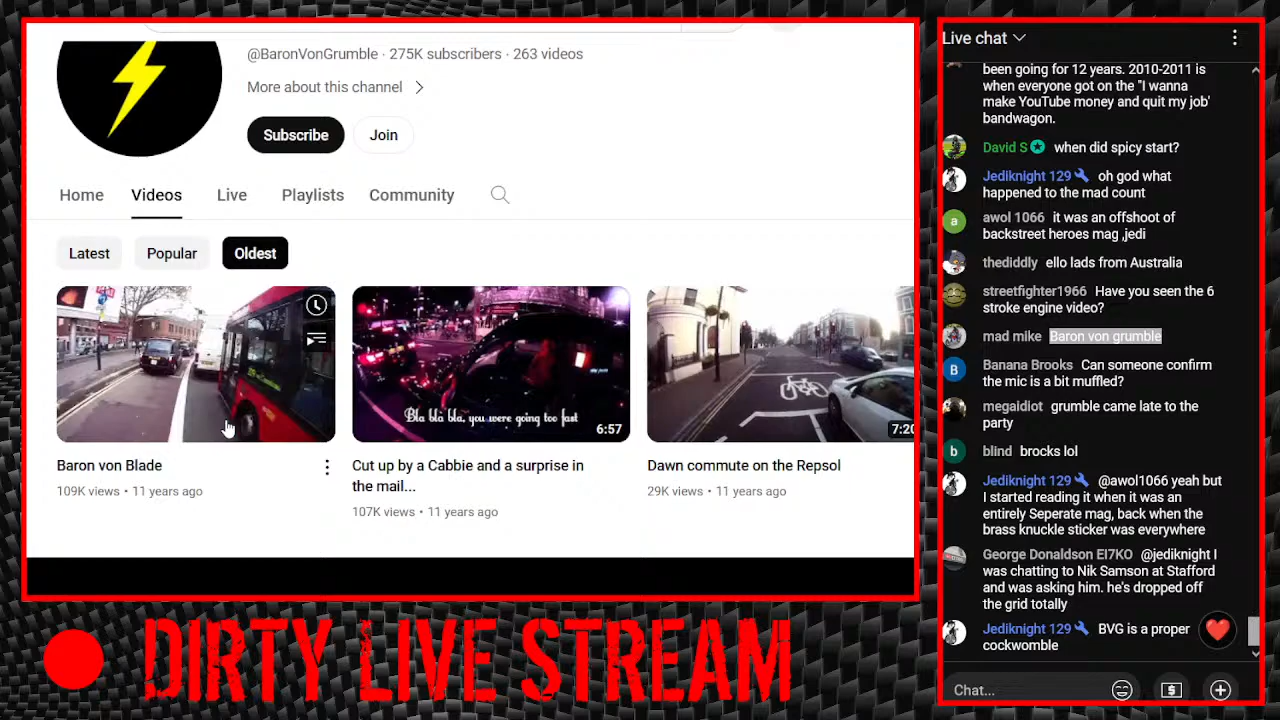 @BaronVonGrumble · 275K subscribers · 263 videos
More about this channel
Subscribe
Join
Home
Videos
Live
Playlists
Community
Latest
Popular
Oldest
Bla bla bla, you were going too fast
6:57
7:20
Baron von Blade
109K views • 11 years ago
Cut up by a Cabbie and a surprise in
the mail...
107K views • 11 years ago
Dawn commute on the Repsol
29K views • 11 years ago
DIRTY LIVE STREAM
Live chat
been going for 12 years. 2010-2011 is
when everyone got on the "I wanna
make YouTube money and quit my job'
bandwagon.
David S when did spicy start?
Jediknight 129 oh god what
happened to the mad count
a
awol 1066 it was an offshoot of
backstreet heroes mag ,jedi
thediddly ello lads from Australia
streetfighter1966 Have you seen the 6
stroke engine video?
mad mike Baron von grumble
B
Banana Brooks Can someone confirm
the mic is a bit muffled?
megaidiot grumble came late to the
party
b
blind brocks lol
Jediknight 129 @awol1066 yeah but
I started reading it when it was an
entirely Seperate mag, back when the
brass knuckle sticker was everywhere
George Donaldson EI7KO @jediknight I
was chatting to Nik Samson at Stafford
and was asking him. he's dropped off
the grid totally
Jediknight 129 BVG is a proper
cockwomble
Chat...
$